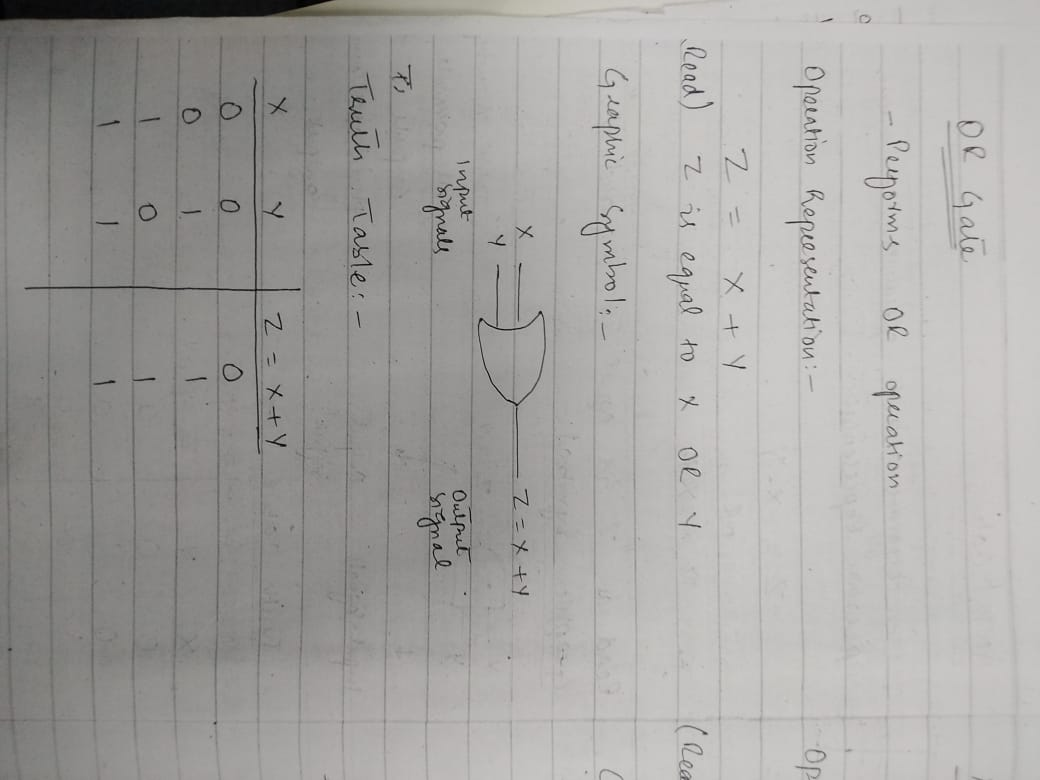 OR Gate
- Performs OR operation
Operation Representation:-
Z = X + Y
Read) Z is equal to X OR Y
Graphic Symbol:-
X
Y
Z = X + Y
Input signals
Output signal
Truth Table:-
X Y Z = X + Y
0 0 0
0 1 1
1 0 1
1 1 1
Op
(Rea